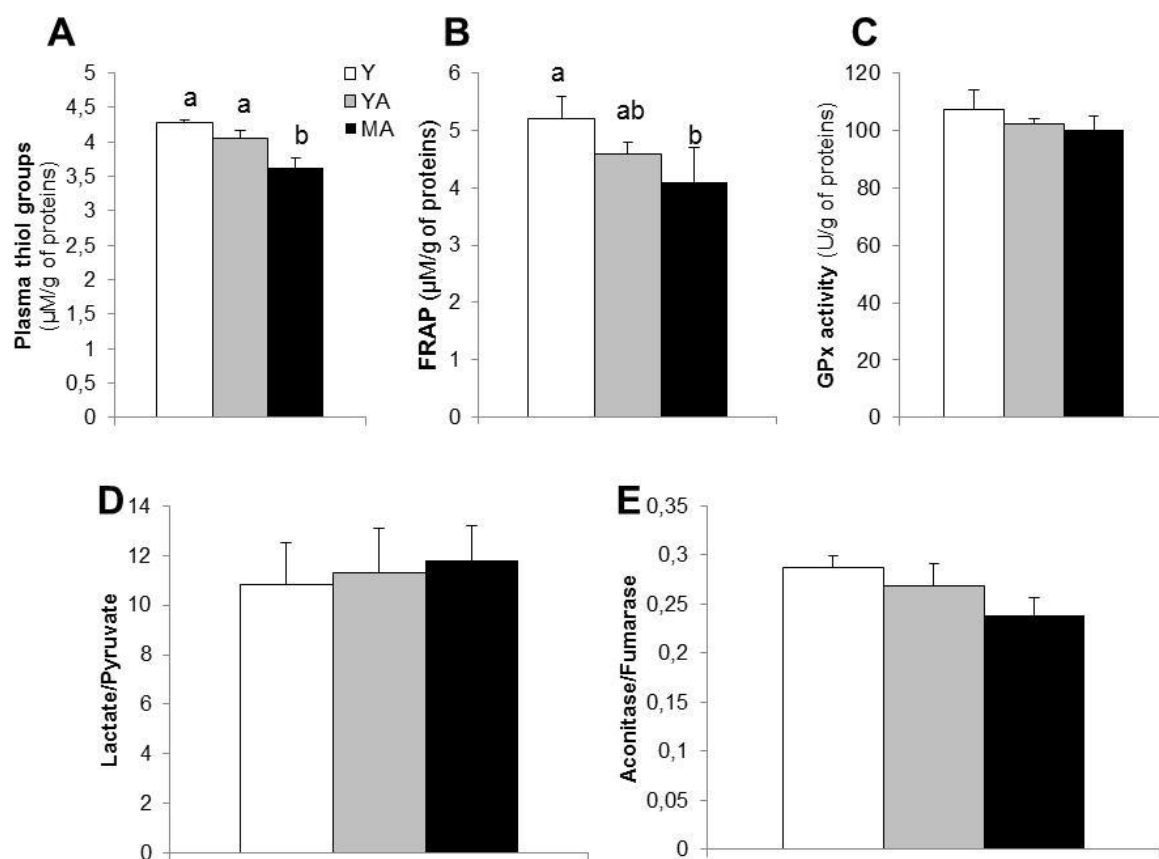 A
Plasma thiol groups
(µM/g of proteins)
5
4,5
4
3,5
3
2,5
2
1,5
1
0,5
0
a
a
b
Y
YA
MA
B
FRAP (µM/g of proteins)
6
5
4
3
2
1
0
a
ab
b
C
GPx activity (U/g of proteins)
120
100
80
60
40
20
0
D
Lactate/Pyruvate
14
12
10
8
6
4
2
0
E
Aconitase/Fumarase
0,35
0,3
0,25
0,2
0,15
0,1
0,05
0